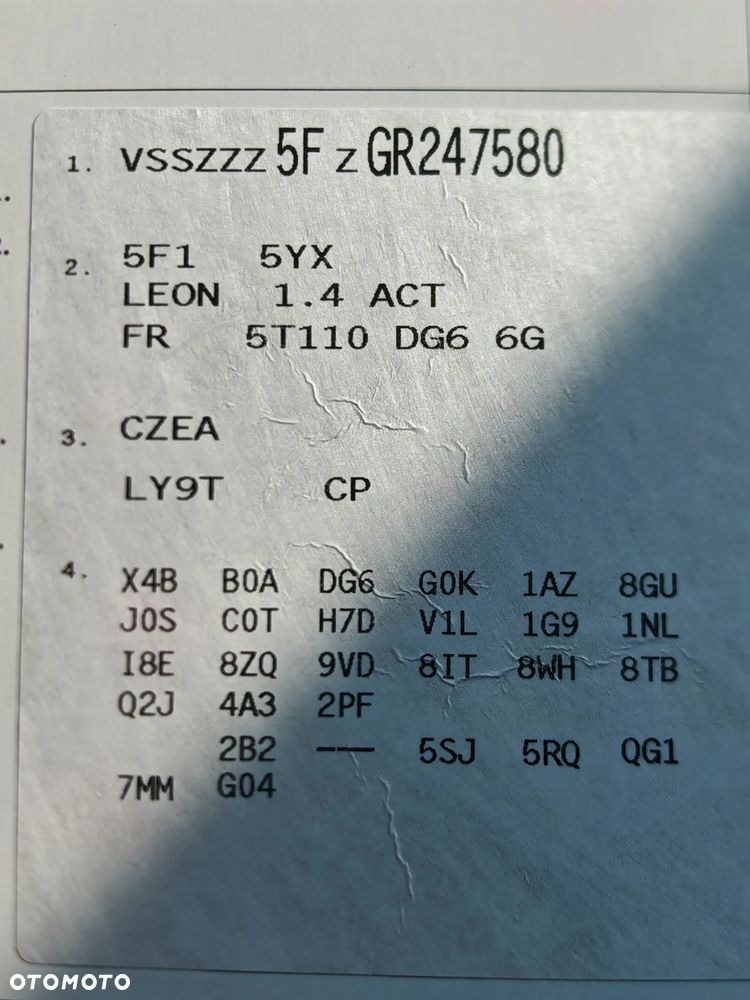 1. VSSZZZ 5F Z GR247580
2. 5F1 5YX
LEON 1.4 ACT
FR 5T110 DG6 6G
3. CZEA
LY9T CP
4. X4B B0A DG6 G0K 1AZ 8GU
J0S C0T H7D V1L 1G9 1NL
I8E 8ZQ 9VD 8IT 8WH 8TB
Q2J 4A3 2PF
2B2 --- 5SJ 5RQ QG1
7MM G04
OTOMOTO